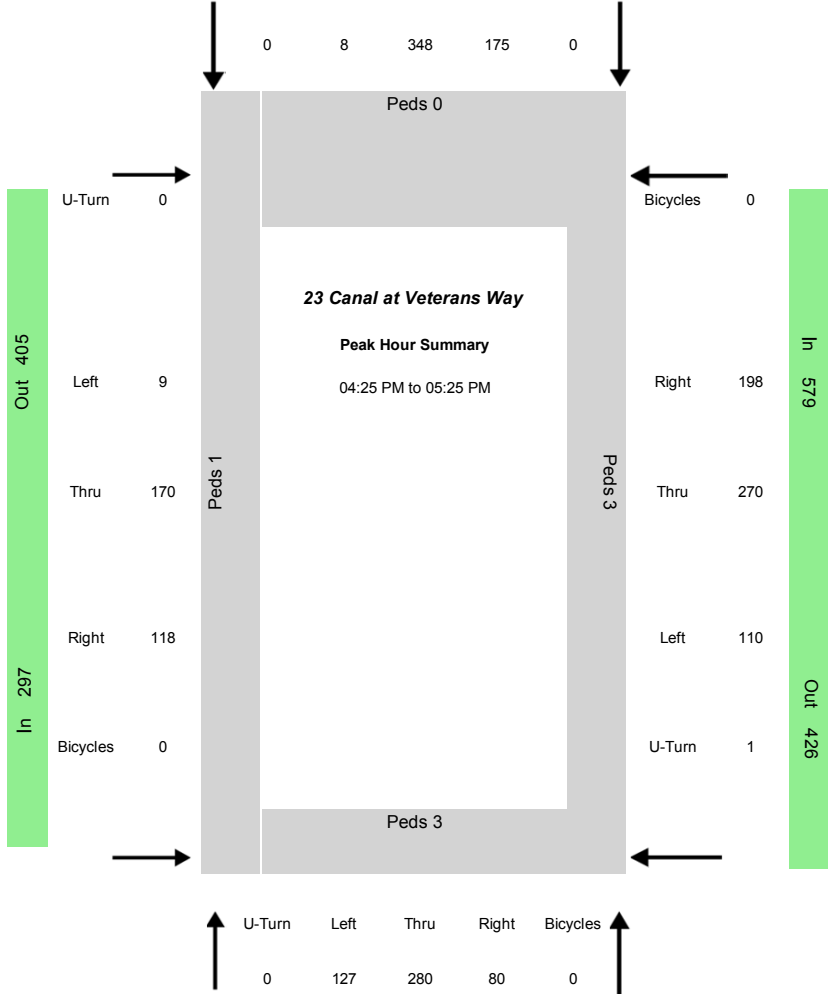 0 8 348 175 0
Peds 0
U-Turn 0
Bicycles 0
23 Canal at Veterans Way
Peak Hour Summary
04:25 PM to 05:25 PM
Out 405
In 579
Left 9
Right 198
Peds 1
Peds 3
Thru 170
Thru 270
Right 118
Left 110
In 297
Out 426
Bicycles 0
U-Turn 1
Peds 3
U-Turn Left Thru Right Bicycles
0 127 280 80 0